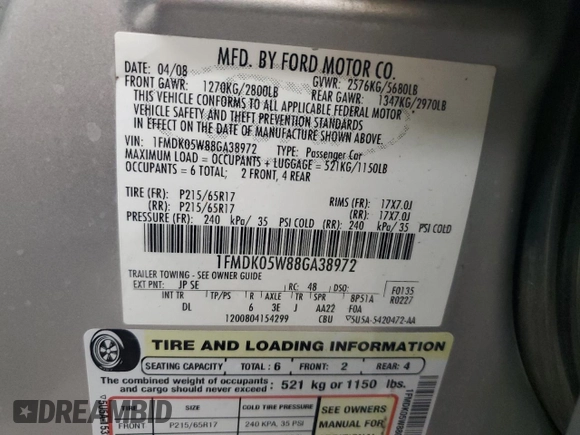 MFD. BY FORD MOTOR CO.
DATE: 04/08 GVWR: 2576KG/5680LB
FRONT GAWR: 1270KG/2800LB REAR GAWR: 1347KG/2970LB
THIS VEHICLE CONFORMS TO ALL APPLICABLE FEDERAL MOTOR
VEHICLE SAFETY AND THEFT PREVENTION STANDARDS
IN EFFECT ON THE DATE OF MANUFACTURE SHOWN ABOVE.
VIN: 1FMDK05W88GA38972 TYPE: Passenger Car
MAXIMUM LOAD = OCCUPANTS + LUGGAGE = 521KG/1150LB
OCCUPANTS = 6 TOTAL; 2 FRONT, 4 REAR
TIRE (FR): P215/65R17 RIMS (FR): 17X7.0J
(RR): P215/65R17 (RR): 17X7.0J
PRESSURE (FR): 240 kPa/ 35 PSI COLD (RR): 240 kPa/ 35 PSI COLD
1FMDK05W88GA38972
TRAILER TOWING - SEE OWNER GUIDE
EXT PNT: JP SE RC: 48 DSO: F0135
INT TR TP R AXLE TR SPR 8P51A R0227
DL 6 3E J AA22 F0A
1200804154299 CBU 5U5A-5420472-AA
TIRE AND LOADING INFORMATION
SEATING CAPACITY TOTAL: 6 FRONT: 2 REAR: 4
The combined weight of occupants
and cargo should never exceed: 521 kg or 1150 lbs.
TIRE SIZE COLD TIRE PRESSURE SEE OWNERS
FRONT P215/65R17 240 KPA, 35 PSI MANUAL FOR
DREAMBID